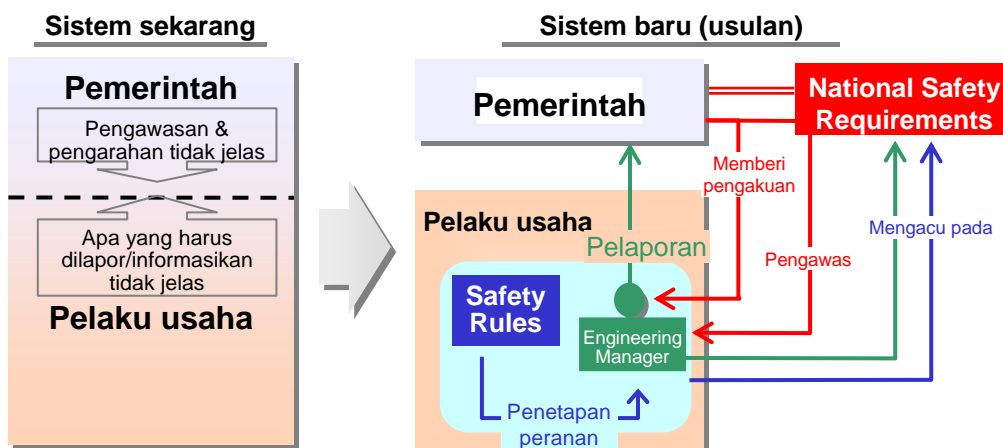 Sistem sekarang
Pemerintah
Pengawasan &
pengarahan tidak jelas
Apa yang harus
dilapor/informasikan
tidak jelas
Pelaku usaha
Sistem baru (usulan)
Pemerintah
National Safety
Requirements
Memberi
pengakuan
Mengacu pada
Pengawas
Pelaku usaha
Pelaporan
Safety
Rules
Engineering
Manager
Penetapan
peranan